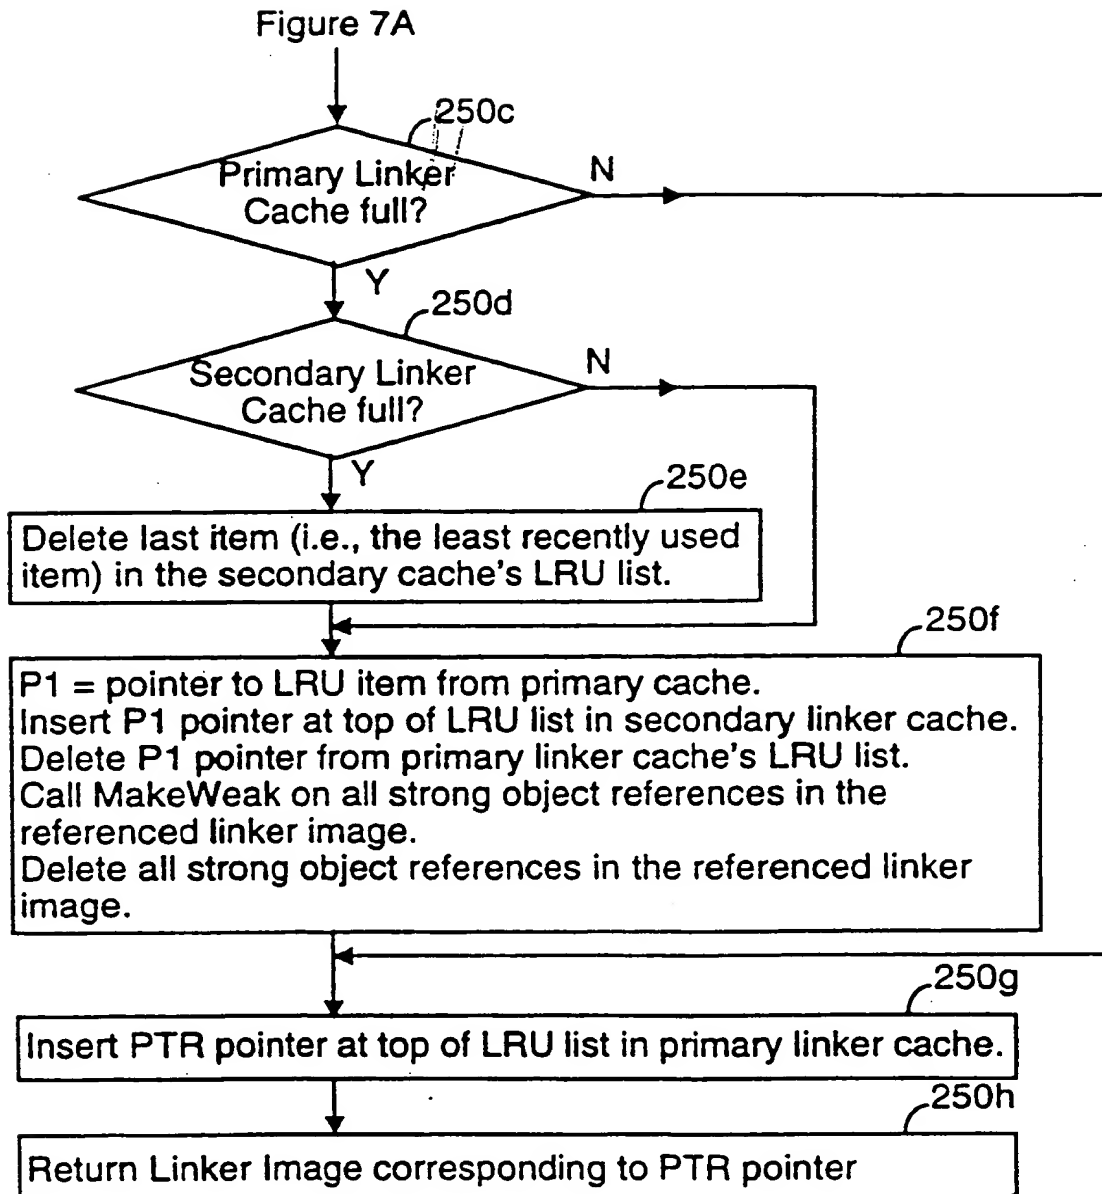 Figure 7A
250c
Primary Linker
Cache full?
N
Y
250d
Secondary Linker
Cache full?
N
Y
250e
Delete last item (i.e., the least recently used
item) in the secondary cache's LRU list.
250f
P1 = pointer to LRU item from primary cache.
Insert P1 pointer at top of LRU list in secondary linker cache.
Delete P1 pointer from primary linker cache's LRU list.
Call MakeWeak on all strong object references in the
referenced linker image.
Delete all strong object references in the referenced linker
image.
250g
Insert PTR pointer at top of LRU list in primary linker cache.
250h
Return Linker Image corresponding to PTR pointer